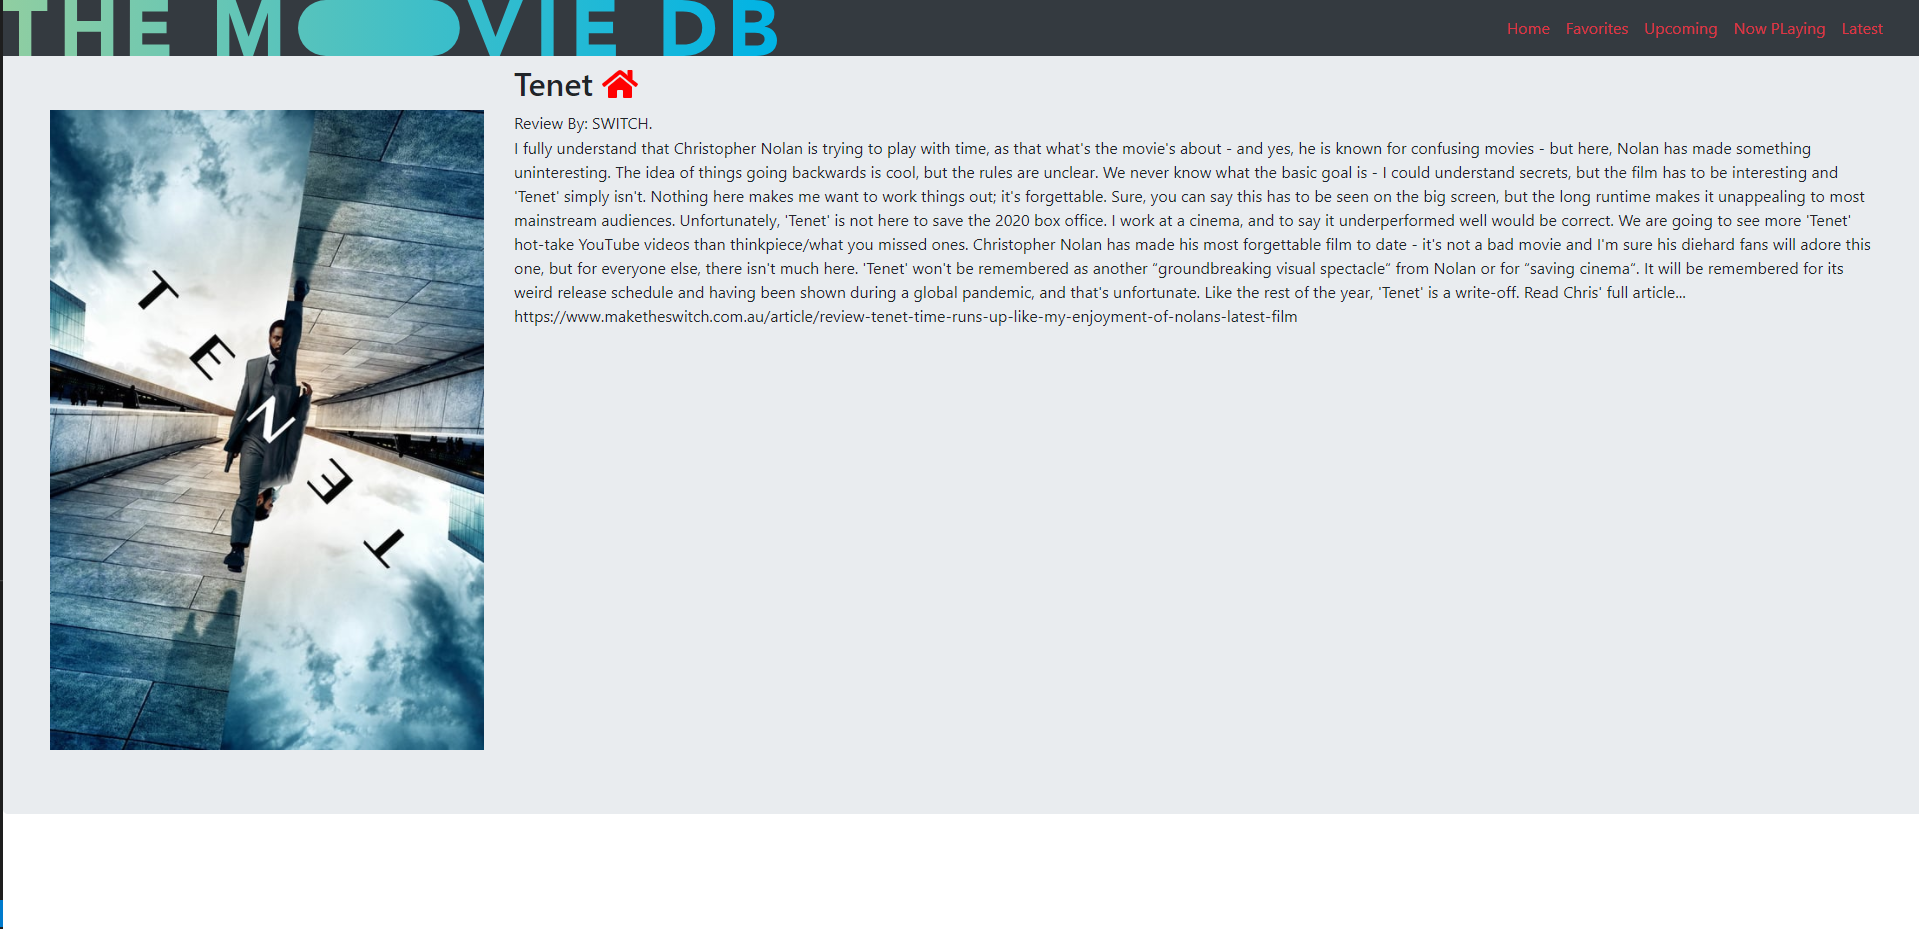 THE MOVIE DB
Home Favorites Upcoming Now PLaying Latest
Tenet
Review By: SWITCH.
I fully understand that Christopher Nolan is trying to play with time, as that what's the movie's about - and yes, he is known for confusing movies - but here, Nolan has made something
uninteresting. The idea of things going backwards is cool, but the rules are unclear. We never know what the basic goal is - I could understand secrets, but the film has to be interesting and
'Tenet' simply isn't. Nothing here makes me want to work things out; it's forgettable. Sure, you can say this has to be seen on the big screen, but the long runtime makes it unappealing to most
mainstream audiences. Unfortunately, 'Tenet' is not here to save the 2020 box office. I work at a cinema, and to say it underperformed well would be correct. We are going to see more 'Tenet'
hot-take YouTube videos than thinkpiece/what you missed ones. Christopher Nolan has made his most forgettable film to date - it's not a bad movie and I'm sure his diehard fans will adore this
one, but for everyone else, there isn't much here. 'Tenet' won't be remembered as another “groundbreaking visual spectacle“ from Nolan or for “saving cinema“. It will be remembered for its
weird release schedule and having been shown during a global pandemic, and that's unfortunate. Like the rest of the year, 'Tenet' is a write-off. Read Chris' full article...
https://www.maketheswitch.com.au/article/review-tenet-time-runs-up-like-my-enjoyment-of-nolans-latest-film
TENET